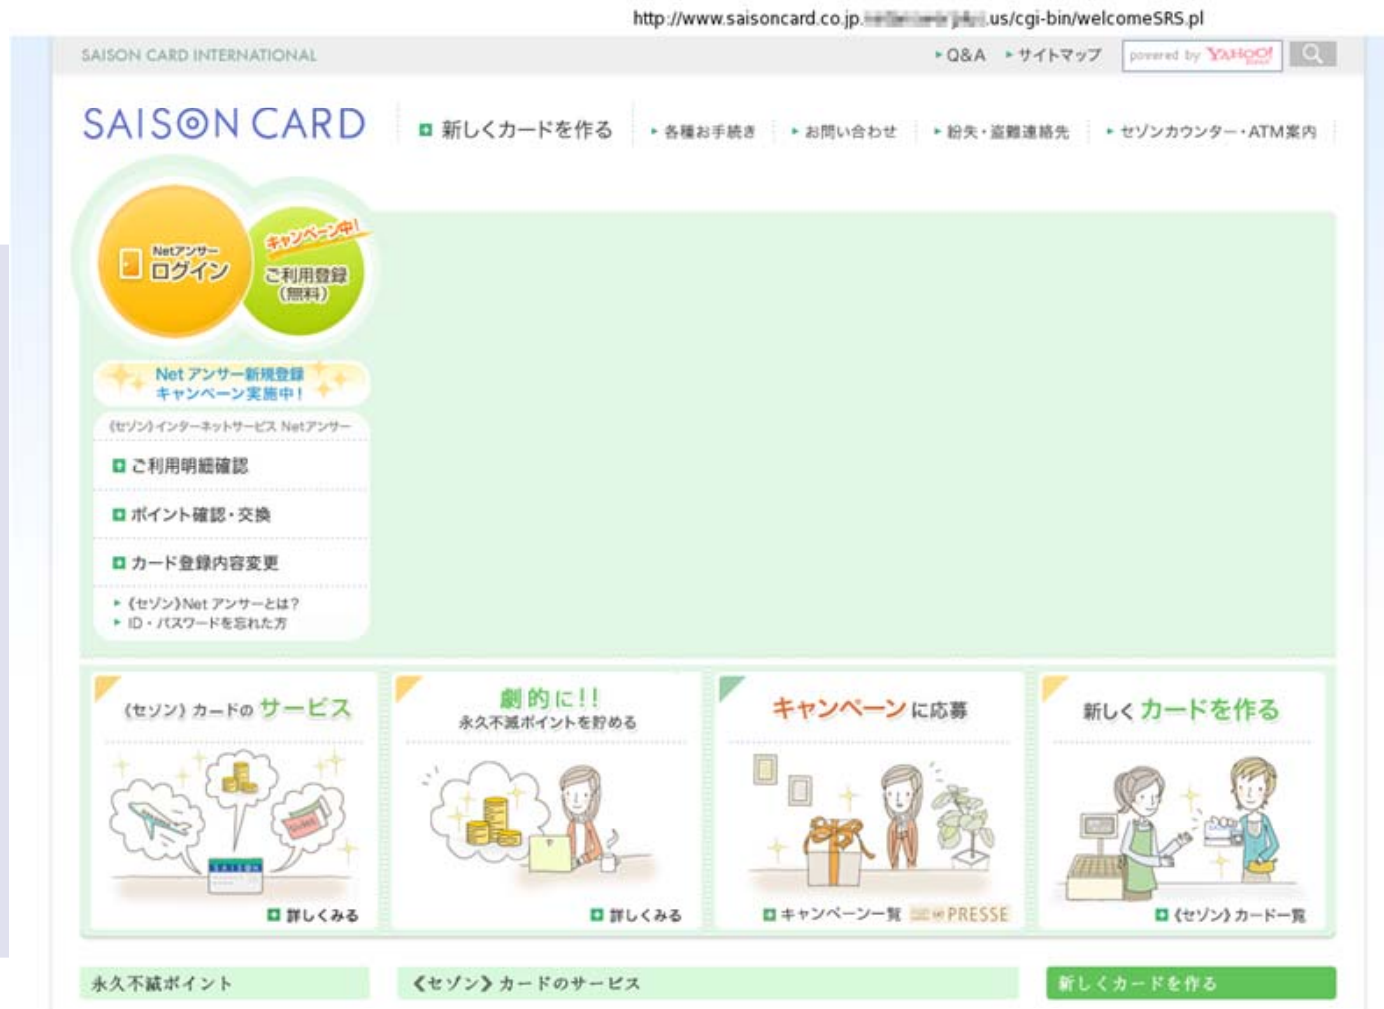 http://www.saisoncard.co.jp. .us/cgi-bin/welcomeSRS.pl
SAISON CARD INTERNATIONAL
Q&A
サイトマップ
powered by YAHOO!
SAISON CARD
新しくカードを作る
各種お手続き
お問い合わせ
紛失・盗難連絡先
セゾンカウンター・ATM案内
Netアンサー
ログイン
キャンペーン中!
ご利用登録
(無料)
Net アンサー新規登録
キャンペーン実施中!
《セゾン》インターネットサービス Netアンサー
ご利用明細確認
ポイント確認・交換
カード登録内容変更
《セゾン》Net アンサーとは?
ID・パスワードを忘れた方
《セゾン》カードの サービス
劇的に!!
永久不滅ポイントを貯める
キャンペーン に応募
新しく カードを作る
SAISON
詳しくみる
詳しくみる
キャンペーン一覧
PRESSE
《セゾン》カード一覧
永久不滅ポイント
《セゾン》カードのサービス
新しくカードを作る